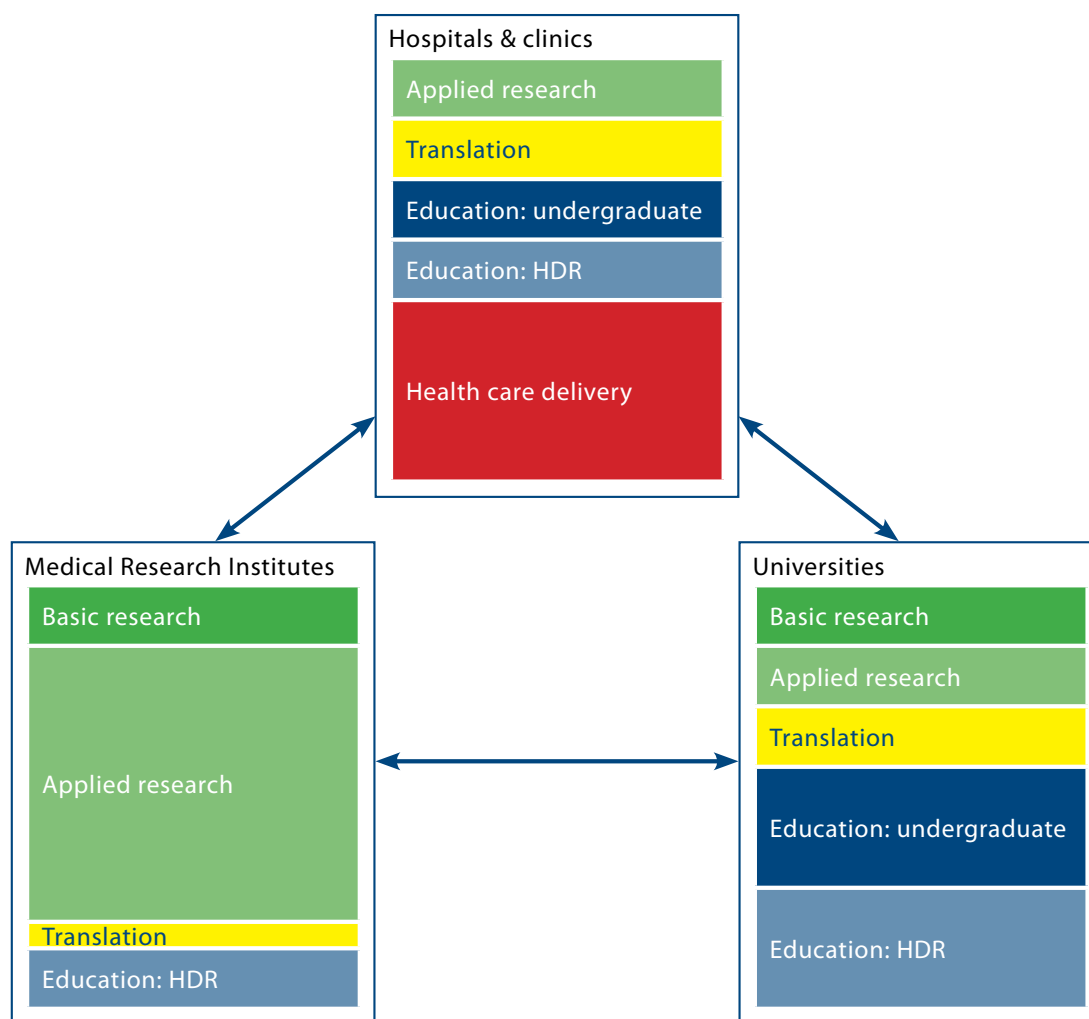 Hospitals & clinics
Applied research
Translation
Education: undergraduate
Education: HDR
Health care delivery
Medical Research Institutes
Basic research
Applied research
Translation
Education: HDR
Universities
Basic research
Applied research
Translation
Education: undergraduate
Education: HDR